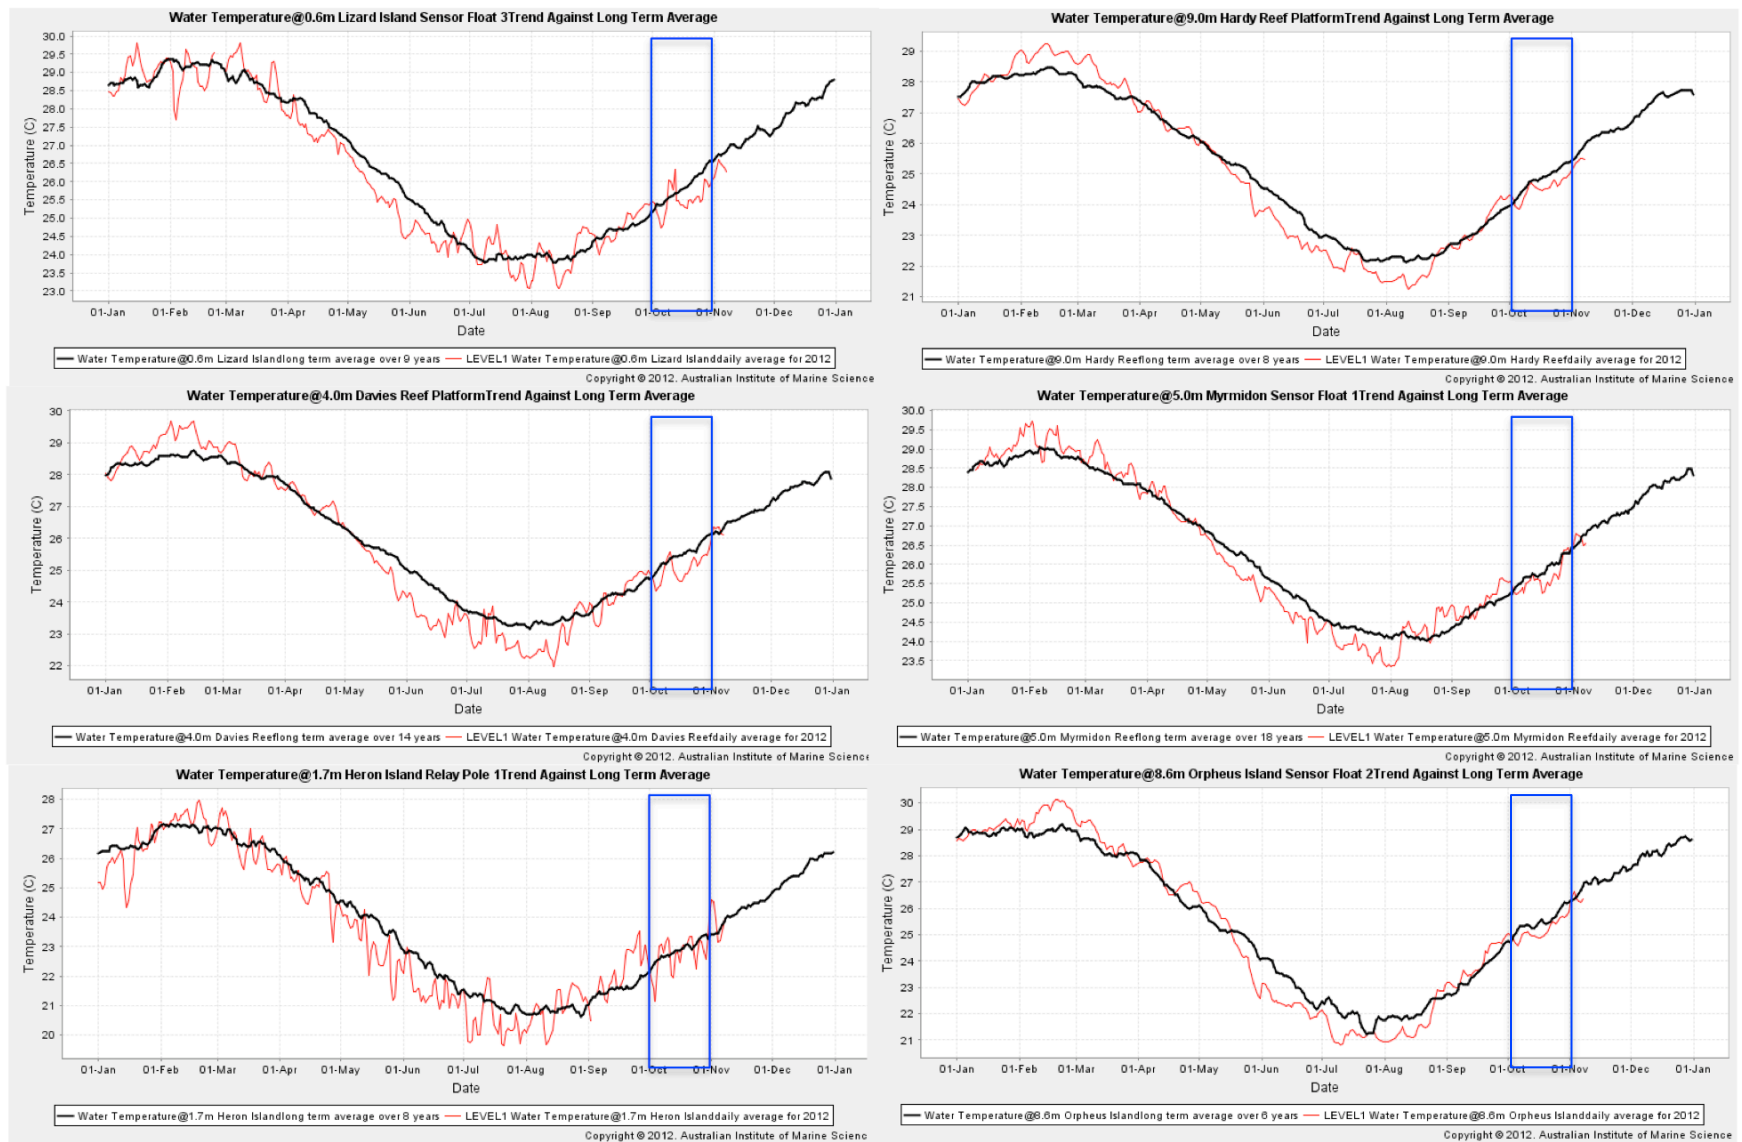 Water Temperature@0.6m Lizard Island Sensor Float 3Trend Against Long Term Average
30.0
29.5
29.0
28.5
28.0
27.5
27.0
26.5
26.0
25.5
25.0
24.5
24.0
23.5
23.0
Temperature (C)
01-Jan 01-Feb 01-Mar 01-Apr 01-May 01-Jun 01-Jul 01-Aug 01-Sep 01-Oct 01-Nov 01-Dec 01-Jan
Date
Water Temperature@0.6m Lizard Islandlong term average over 9 years LEVEL1 Water Temperature@0.6m Lizard Islanddaily average for 2012
Copyright © 2012. Australian Institute of Marine Science
Water Temperature@9.0m Hardy Reef PlatformTrend Against Long Term Average
29
28
27
26
25
24
23
22
21
Temperature (C)
01-Jan 01-Feb 01-Mar 01-Apr 01-May 01-Jun 01-Jul 01-Aug 01-Sep 01-Oct 01-Nov 01-Dec 01-Jan
Date
Water Temperature@9.0m Hardy Reeflong term average over 8 years LEVEL1 Water Temperature@9.0m Hardy Reefdaily average for 2012
Copyright © 2012. Australian Institute of Marine Science
Water Temperature@4.0m Davies Reef PlatformTrend Against Long Term Average
30
29
28
27
26
25
24
23
22
Temperature (C)
01-Jan 01-Feb 01-Mar 01-Apr 01-May 01-Jun 01-Jul 01-Aug 01-Sep 01-Oct 01-Nov 01-Dec 01-Jan
Date
Water Temperature@4.0m Davies Reeflong term average over 14 years LEVEL1 Water Temperature@4.0m Davies Reefdaily average for 2012
Copyright © 2012. Australian Institute of Marine Science
Water Temperature@5.0m Myrmidon Sensor Float 1Trend Against Long Term Average
30.0
29.5
29.0
28.5
28.0
27.5
27.0
26.5
26.0
25.5
25.0
24.5
24.0
23.5
Temperature (C)
01-Jan 01-Feb 01-Mar 01-Apr 01-May 01-Jun 01-Jul 01-Aug 01-Sep 01-Oct 01-Nov 01-Dec 01-Jan
Date
Water Temperature@5.0m Myrmidon Reeflong term average over 18 years LEVEL1 Water Temperature@5.0m Myrmidon Reefdaily average for 2012
Copyright © 2012. Australian Institute of Marine Science
Water Temperature@1.7m Heron Island Relay Pole 1Trend Against Long Term Average
28
27
26
25
24
23
22
21
20
Temperature (C)
01-Jan 01-Feb 01-Mar 01-Apr 01-May 01-Jun 01-Jul 01-Aug 01-Sep 01-Oct 01-Nov 01-Dec 01-Jan
Date
Water Temperature@1.7m Heron Islandlong term average over 8 years LEVEL1 Water Temperature@1.7m Heron Islanddaily average for 2012
Copyright © 2012. Australian Institute of Marine Scienc
Water Temperature@8.6m Orpheus Island Sensor Float 2Trend Against Long Term Average
30
29
28
27
26
25
24
23
22
21
Temperature (C)
01-Jan 01-Feb 01-Mar 01-Apr 01-May 01-Jun 01-Jul 01-Aug 01-Sep 01-Oct 01-Nov 01-Dec 01-Jan
Date
Water Temperature@8.6m Orpheus Islandlong term average over 6 years LEVEL1 Water Temperature@8.6m Orpheus Islanddaily average for 2012
Copyright © 2012. Australian Institute of Marine Science